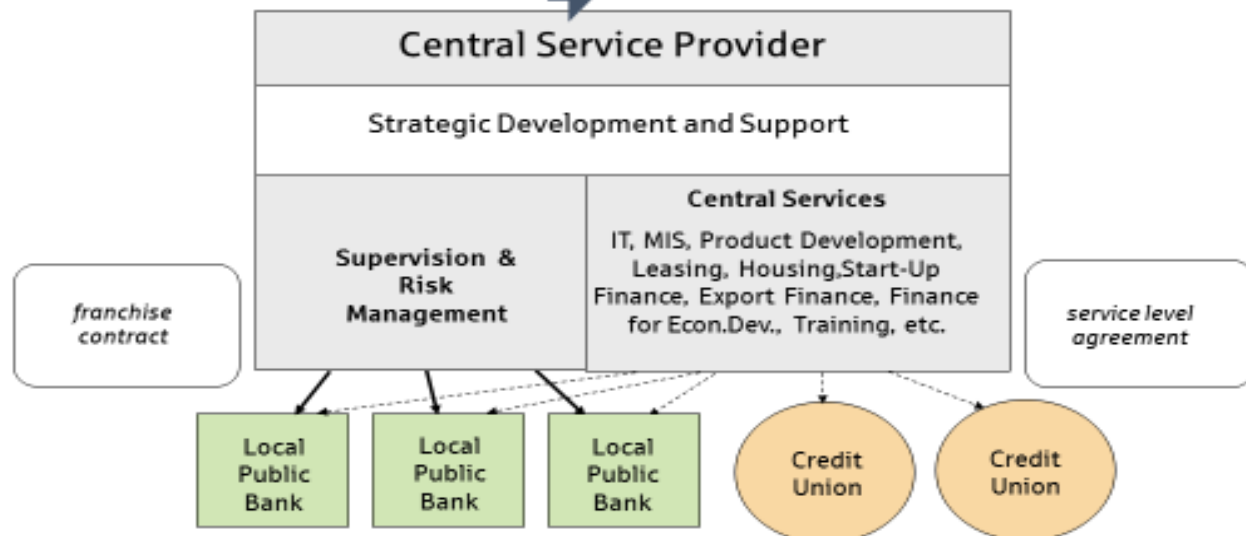 Central Service Provider
Strategic Development and Support
Supervision &
Risk
Management
Central Services
IT, MIS, Product Development,
Leasing, Housing,Start-Up
Finance, Export Finance, Finance
for Econ.Dev., Training, etc.
franchise
contract
service level
agreement
Local
Public
Bank
Local
Public
Bank
Local
Public
Bank
Credit
Union
Credit
Union